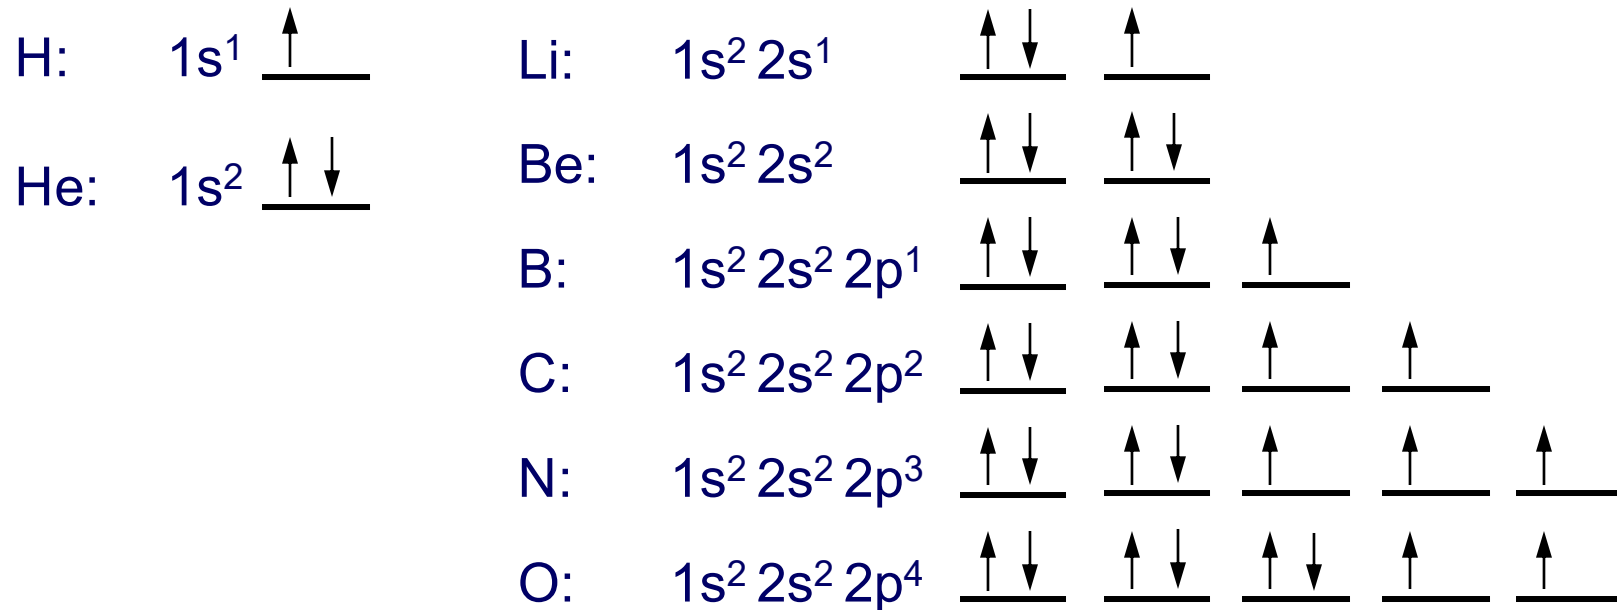 H: 1s¹
He: 1s²
Li: 1s² 2s¹
Be: 1s² 2s²
B: 1s² 2s² 2p¹
C: 1s² 2s² 2p²
N: 1s² 2s² 2p³
O: 1s² 2s² 2p⁴